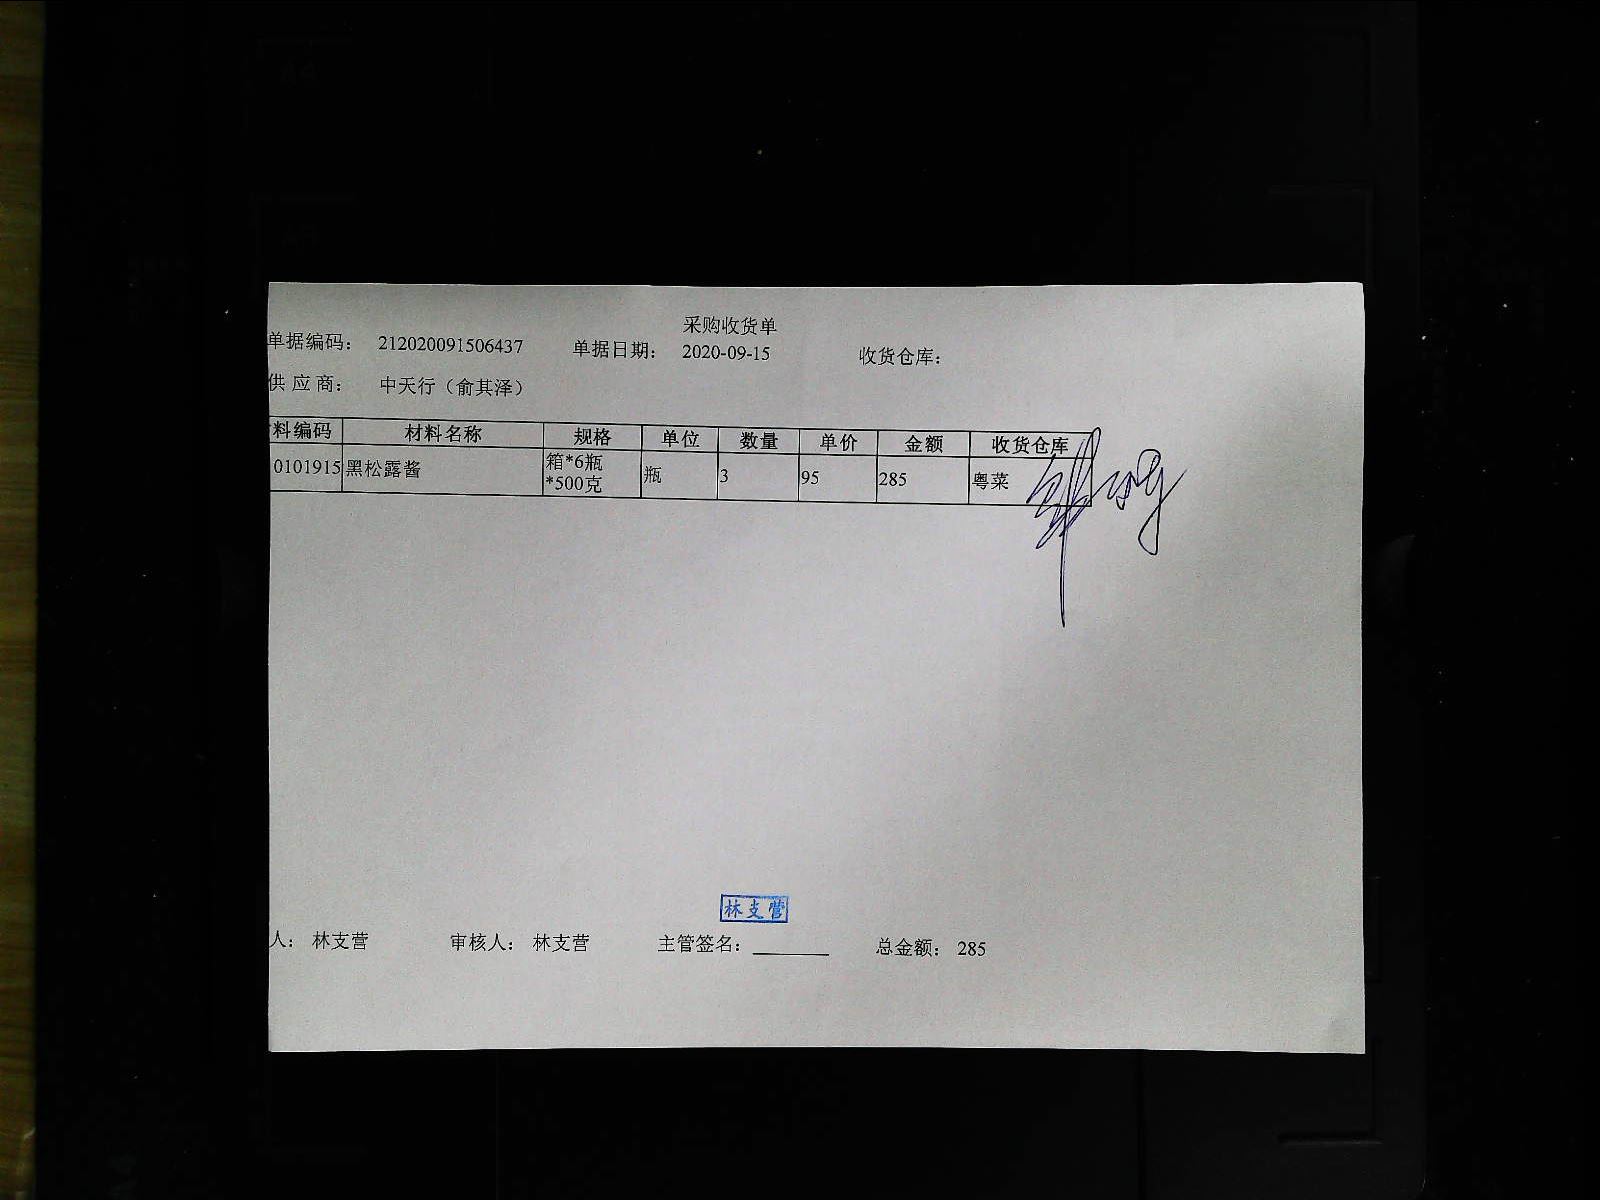 采购收货单
单据编码： 212020091506437 单据日期： 2020-09-15 收货仓库：
供应商： 中天行（俞其泽）
料编码 材料名称 规格 单位 数量 单价 金额 收货仓库
0101915 黑松露酱 箱*6瓶 瓶 3 95 285 粤菜
*500克
林支营
人： 林支营 审核人： 林支营 主管签名： 总金额： 285